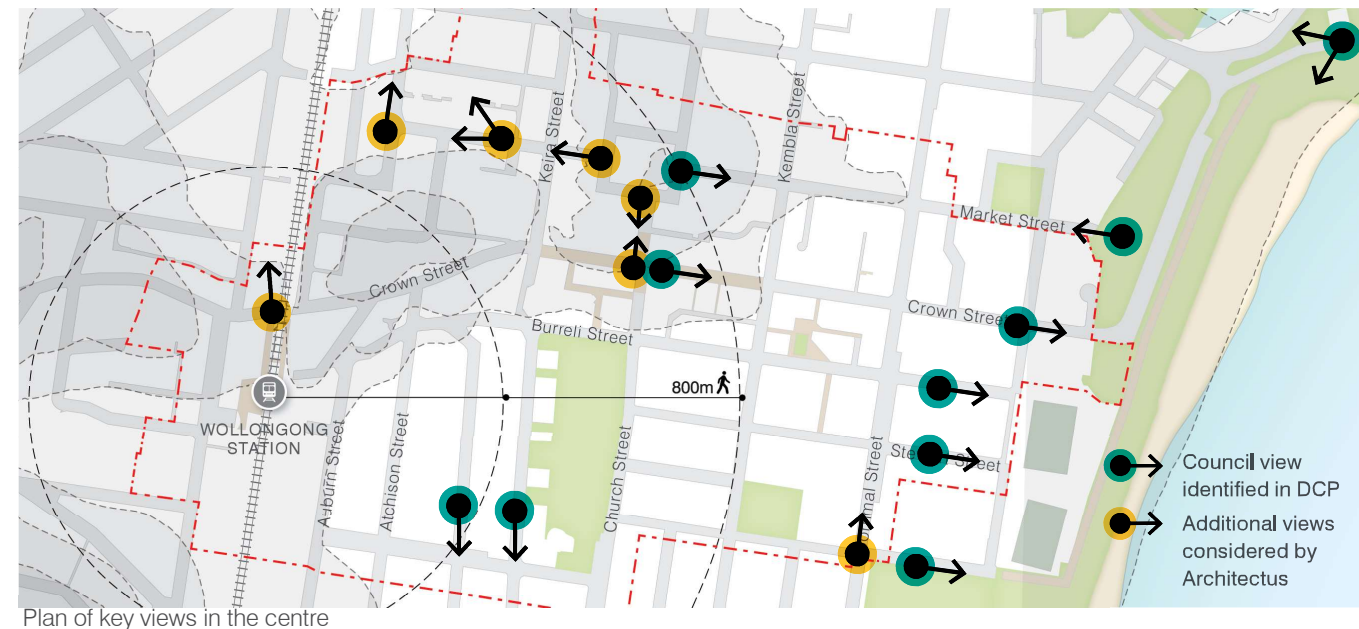 Keira Street
Kembla Street
Market Street
Crown Street
Crown Stree
Burreli Street
800m
WOLLONGONG
STATION
Auburn Street
Atchison Street
Church Street
Street
Street
Council view
identified in DCP
Additional views
considered by
Architectus
Plan of key views in the centre